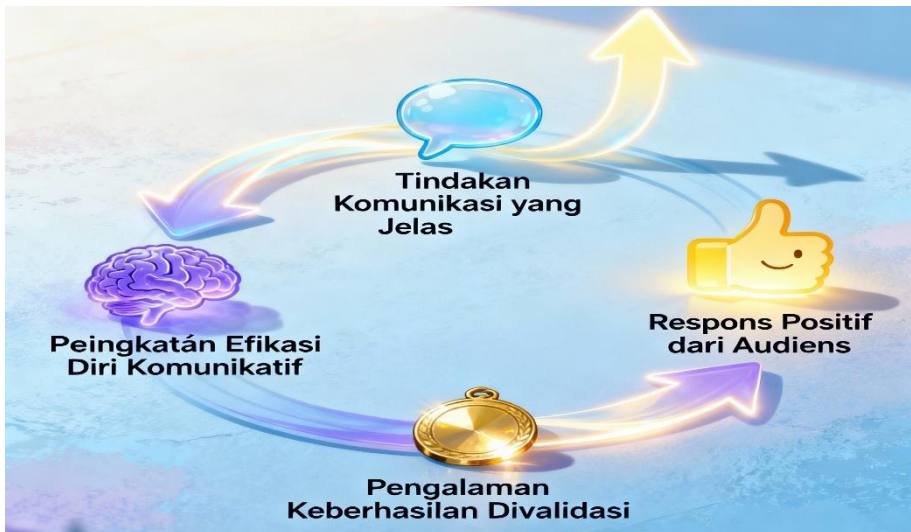 Tindakan
Komunikasi yang
Jelas
Peingkatán Efikasi
Diri Komunikatif
Respons Positif
dari Audiens
Pengalaman
Keberhasilan Divalidasi